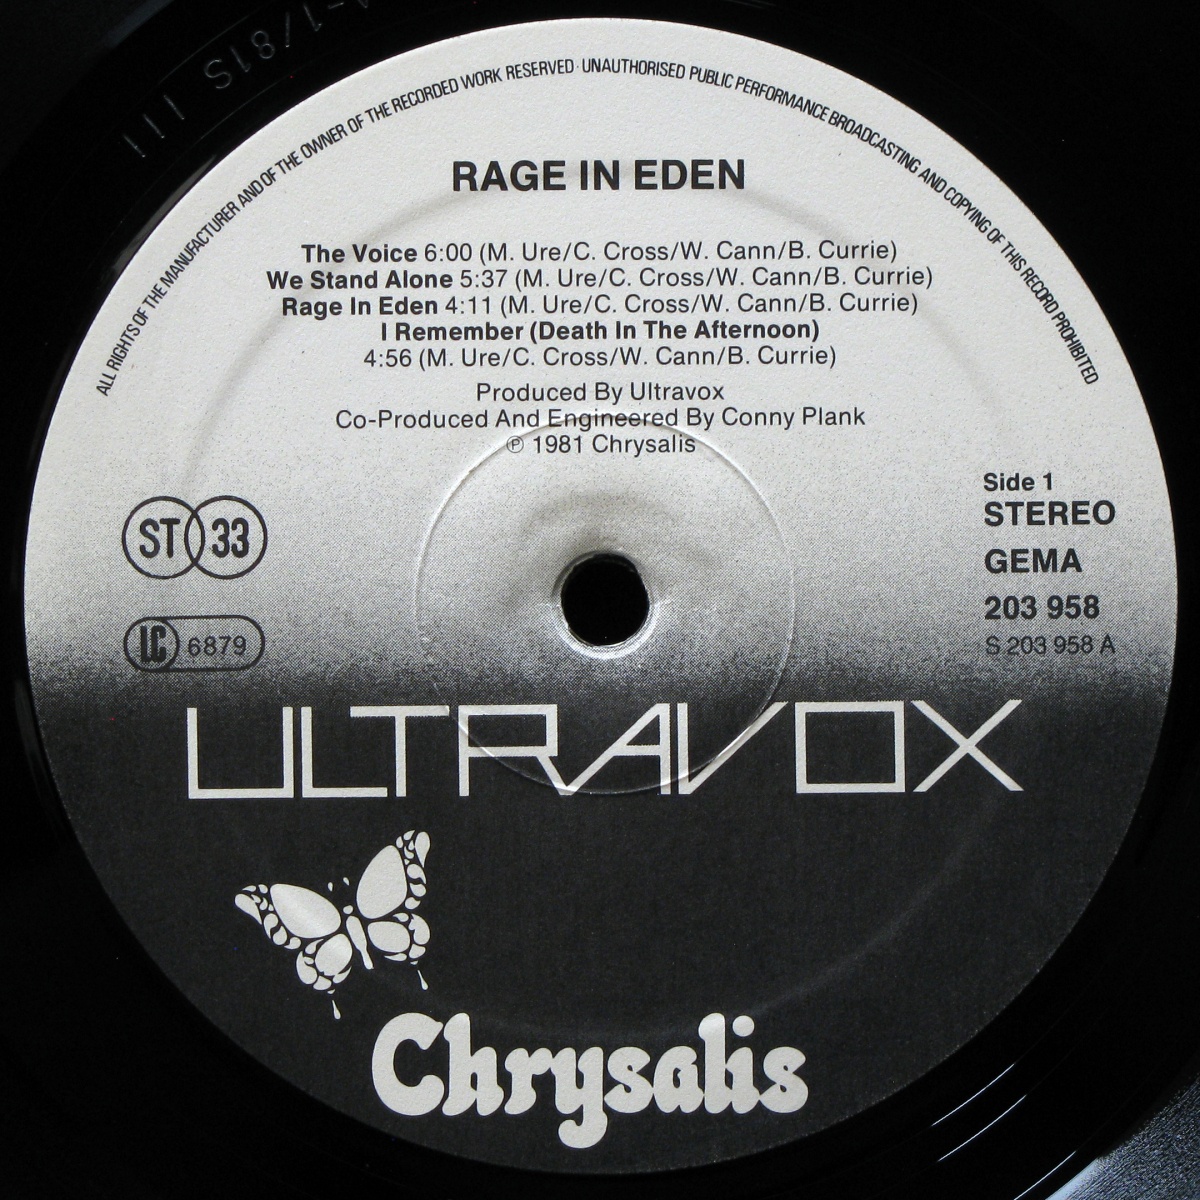 ALL RIGHTS OF THE MANUFACTURER AND OF THE OWNER OF THE RECORDED WORK RESERVED · UNAUTHORISED PUBLIC PERFORMANCE BROADCASTING AND COPYING OF THIS RECORD PROHIBITED
RAGE IN EDEN
The Voice 6:00 (M. Ure/C. Cross/W. Cann/B. Currie)
We Stand Alone 5:37 (M. Ure/C. Cross/W. Cann/B. Currie)
Rage In Eden 4:11 (M. Ure/C. Cross/W. Cann/B. Currie)
I Remember (Death In The Afternoon)
4:56 (M. Ure/C. Cross/W. Cann/B. Currie)
Produced By Ultravox
Co-Produced And Engineered By Conny Plank
℗ 1981 Chrysalis
Side 1
STEREO
GEMA
203 958
S 203 958 A
ST 33
LC 6879
ULTRAVOX
Chrysalis